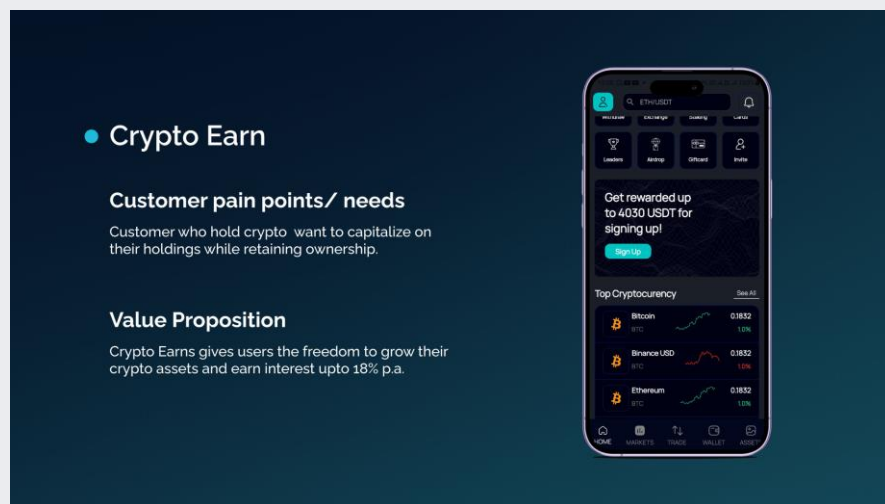 Crypto Earn
Customer pain points/ needs
Customer who hold crypto want to capitalize on
their holdings while retaining ownership.
Value Proposition
Crypto Earns gives users the freedom to grow their
crypto assets and earn interest upto 18% p.a.
ETH/USDT
Exchange Staking Cards
Leaders Airdrop Giftcard Invite
Get rewarded up
to 4030 USDT for
signing up!
Sign Up
Top Cryptocurency See All
Bitcoin 0.1832
BTC 1.0%
Binance USD 0.1832
BTC 1.0%
Ethereum 0.1832
BTC 1.0%
HOME MARKETS TRADE WALLET ASSET